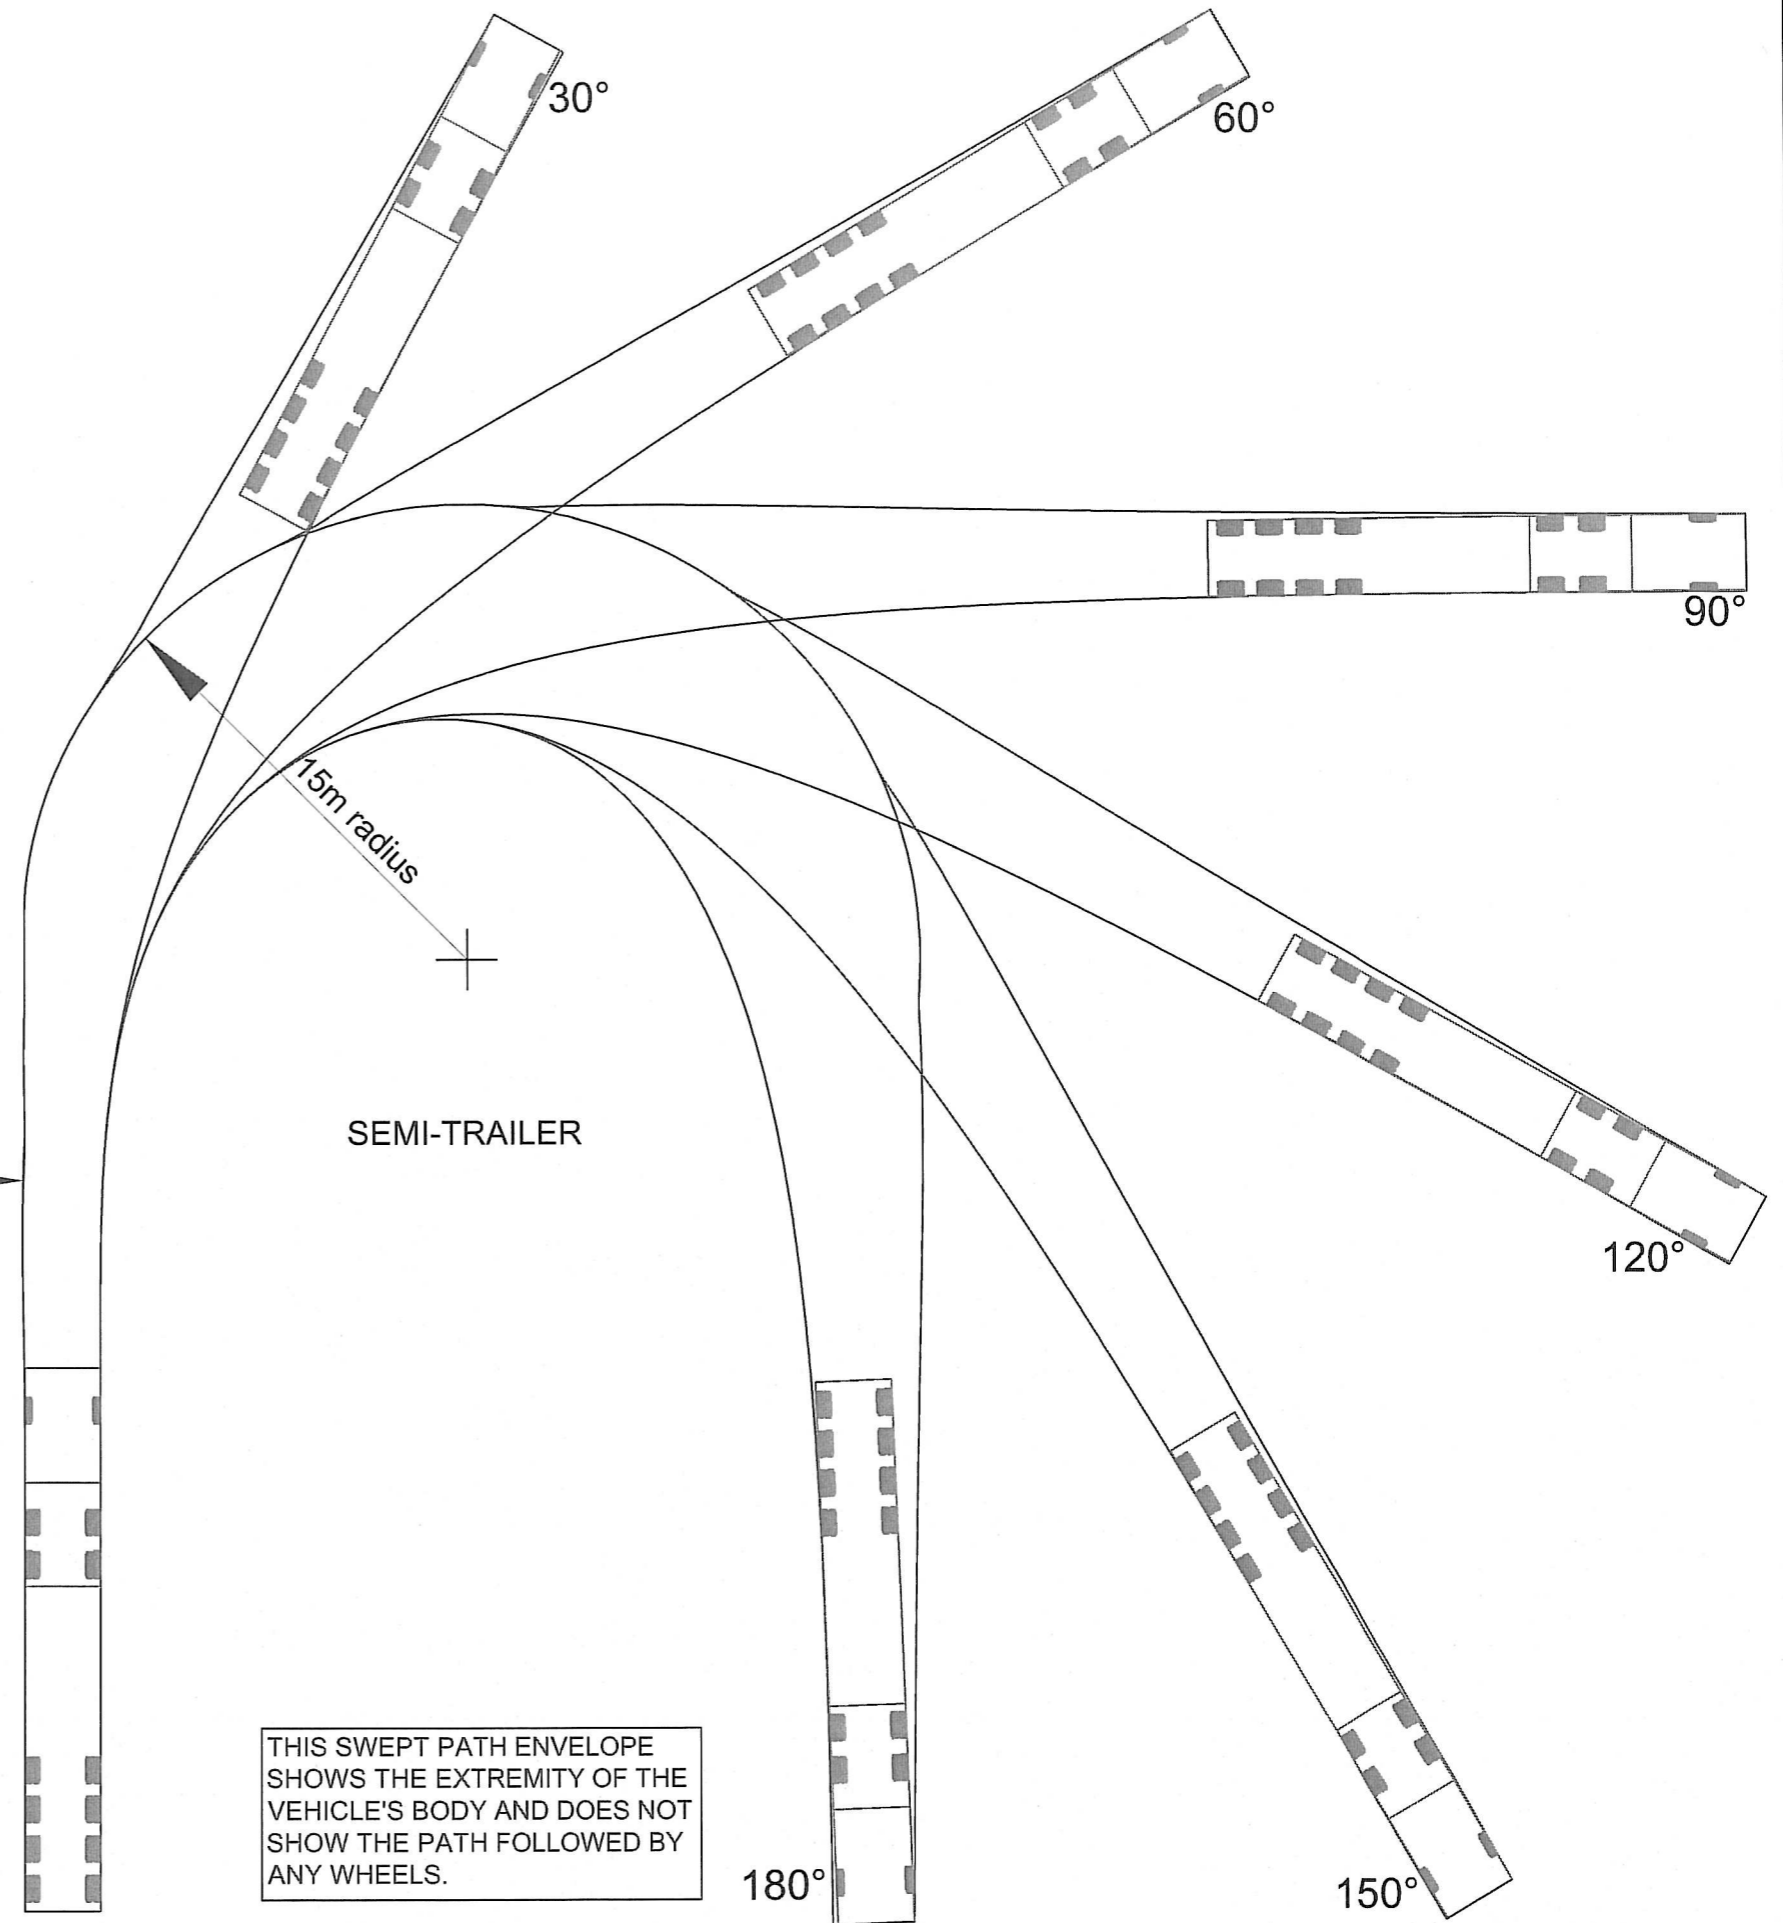 30°
60°
90°
15m radius
SEMI-TRAILER
120°
THIS SWEPT PATH ENVELOPE
SHOWS THE EXTREMITY OF THE
VEHICLE'S BODY AND DOES NOT
SHOW THE PATH FOLLOWED BY
ANY WHEELS.
180°
150°